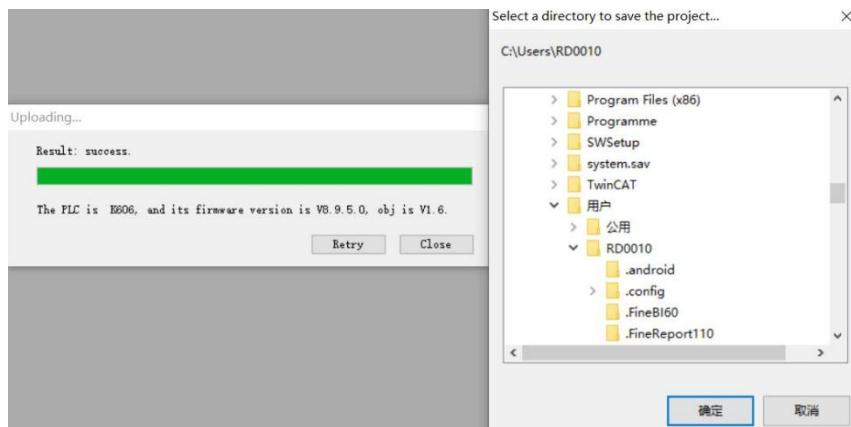 Uploading...
Result: success.
The PLC is K606, and its firmware version is V8.9.5.0, obj is V1.6.
Retry
Close
Select a directory to save the project...
C:\Users\RD0010
Program Files (x86)
Programme
SWSetup
system.sav
TwinCAT
用户
公用
RD0010
.android
.config
.FineBI60
.FineReport110
确定
取消